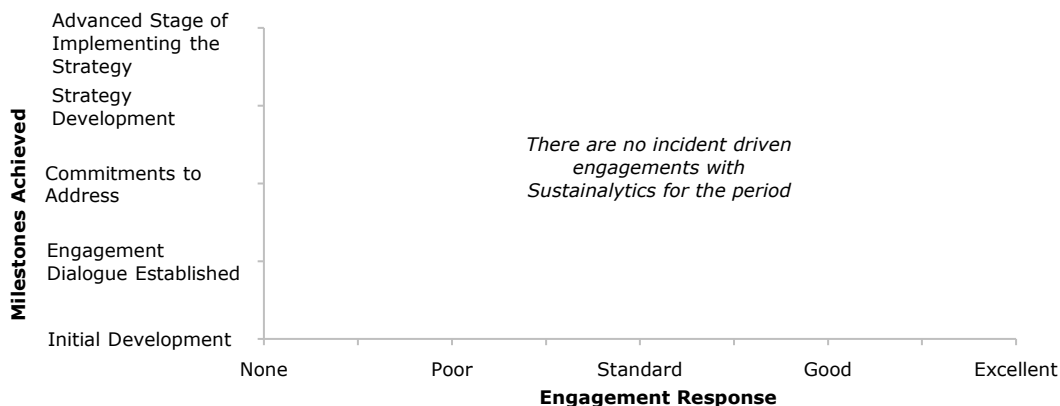 Advanced Stage of
Implementing the
Strategy
Strategy
Development
Commitments to
Address
Engagement
Dialogue Established
Initial Development
Milestones Achieved
There are no incident driven
engagements with
Sustainalytics for the period
None Poor Standard Good Excellent
Engagement Response